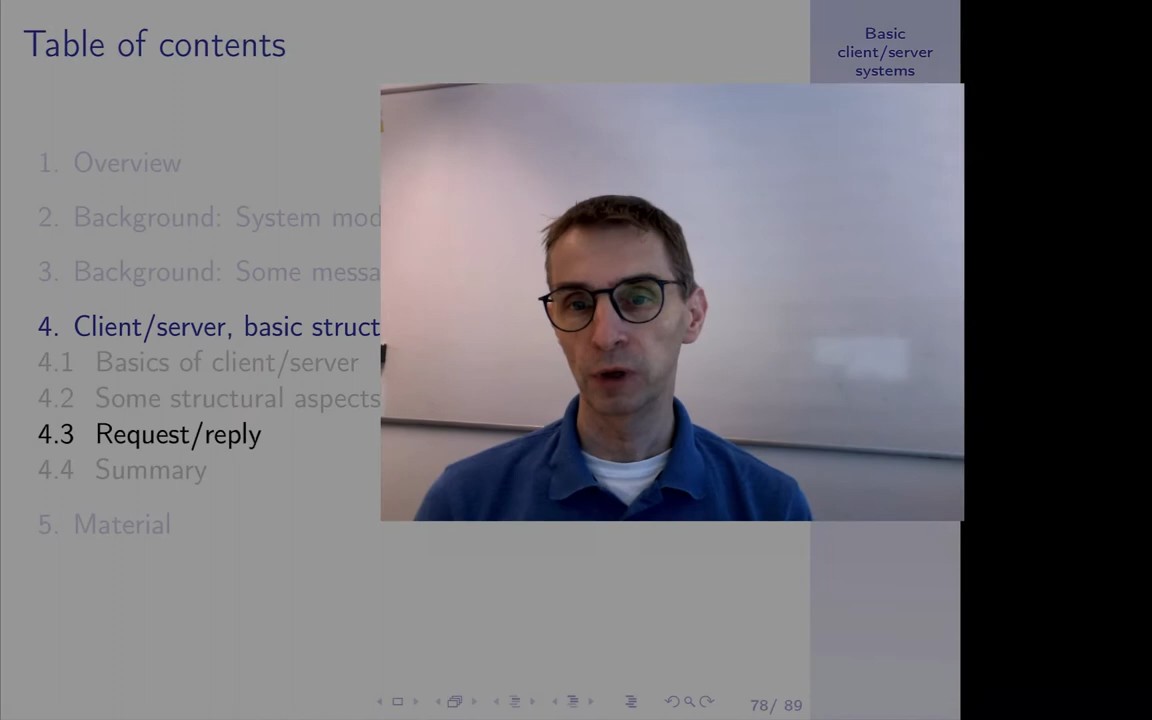 Table of contents
Basic
client/server
systems
1. Overview
2. Background: System mod
3. Background: Some messa
4. Client/server, basic struct
4.1 Basics of client/server
4.2 Some structural aspects
4.3 Request/reply
4.4 Summary
5. Material
78/ 89